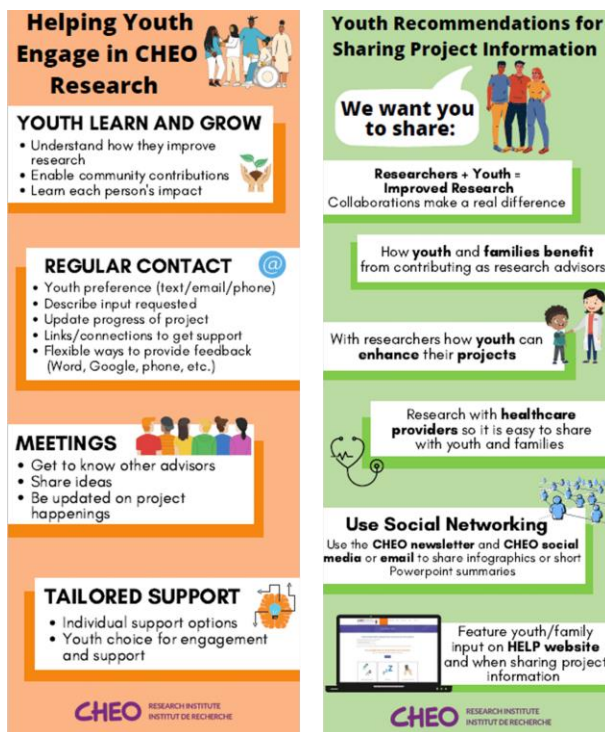 Helping Youth
Engage in CHEO
Research
YOUTH LEARN AND GROW
• Understand how they improve
research
• Enable community contributions
• Learn each person's impact
REGULAR CONTACT @
• Youth preference (text/email/phone)
• Describe input requested
• Update progress of project
• Links/connections to get support
• Flexible ways to provide feedback
(Word, Google, phone, etc.)
MEETINGS
• Get to know other advisors
• Share ideas
• Be updated on project
happenings
TAILORED SUPPORT
• Individual support options
• Youth choice for engagement
and support
CHEO RESEARCH INSTITUTE
INSTITUT DE RECHERCHE
Youth Recommendations for
Sharing Project Information
We want you
to share:
Researchers + Youth =
Improved Research
Collaborations make a real difference
How youth and families benefit
from contributing as research advisors
With researchers how youth can
enhance their projects
Research with healthcare
providers so it is easy to share
with youth and families
Use Social Networking
Use the CHEO newsletter and CHEO social
media or email to share infographics or short
Powerpoint summaries
Feature youth/family
input on HELP website
and when sharing project
information
CHEO RESEARCH INSTITUTE
INSTITUT DE RECHERCHE